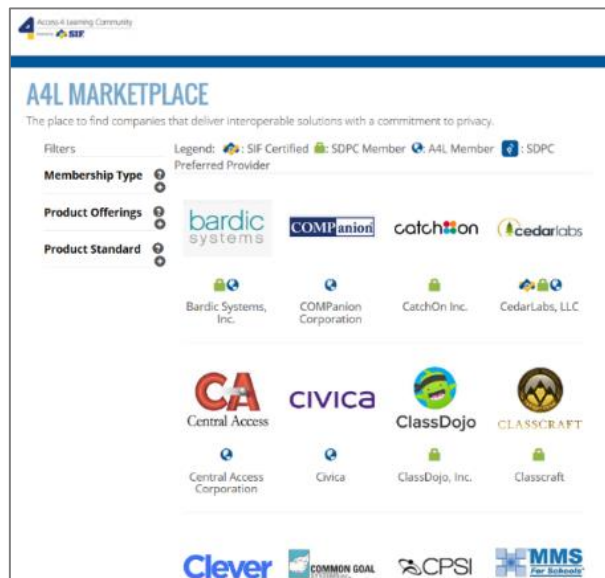 Access 4 Learning Community
SIF
A4L MARKETPLACE
The place to find companies that deliver interoperable solutions with a commitment to privacy.
Filters
Membership Type
Product Offerings
Product Standard
Legend: : SIF Certified : SDPC Member : A4L Member : SDPC
Preferred Provider
bardic
systems
COMPanion
catchon
cedarlabs
Bardic Systems,
Inc.
COMPanion
Corporation
CatchOn Inc.
CedarLabs, LLC
CA
Central Access
CIVICA
ClassDojo
CLASSCRAFT
Central Access
Corporation
Civica
ClassDojo, Inc.
Classcraft
Clever
COMMON GOAL
CPSI
MMS
For Schools